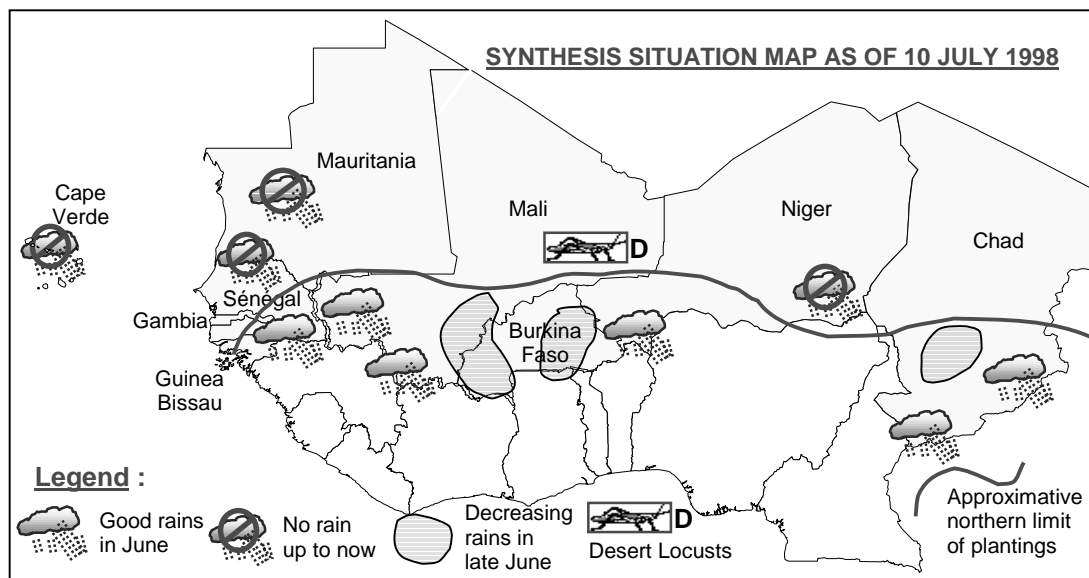 SYNTHESIS SITUATION MAP AS OF 10 JULY 1998
Mauritania
Cape
Verde
Mali
Niger
D
Chad
Sénégal
Gambia
Burkina
Faso
Guinea
Bissau
Legend :
Good rains
in June
No rain
up to now
Decreasing
rains in
late June
D
Desert Locusts
Approximative
northern limit
of plantings